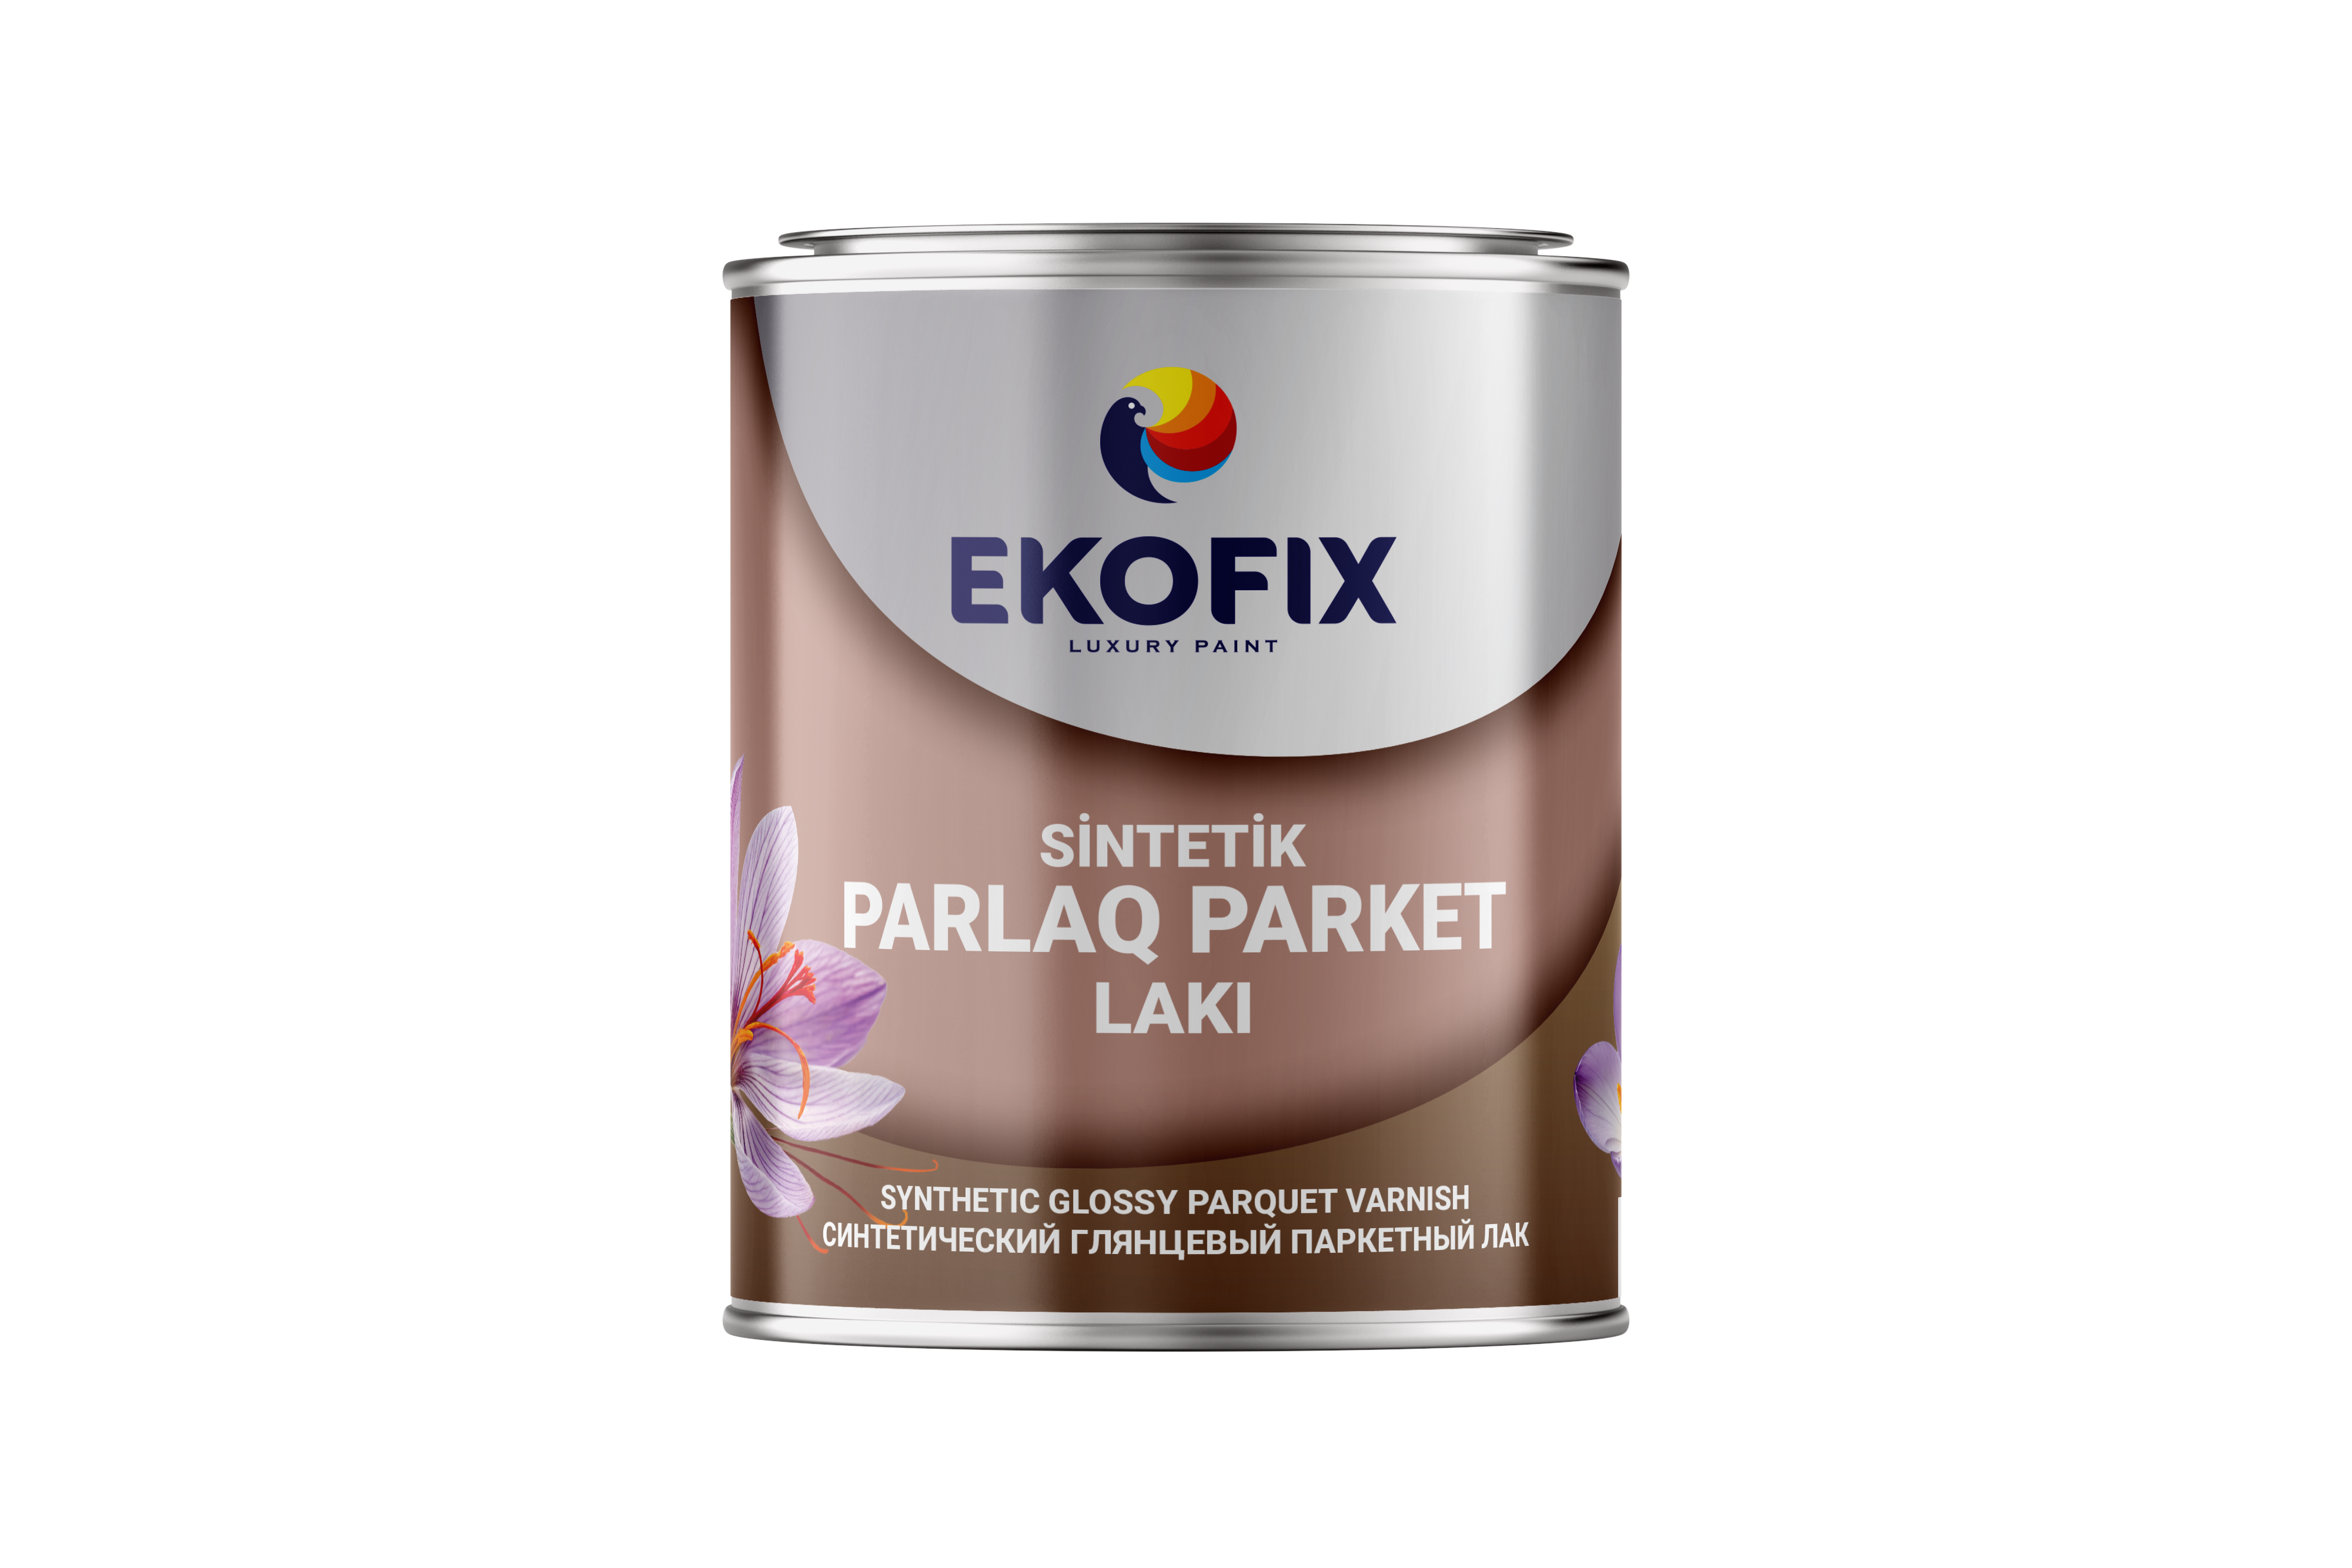 EKOFIX
LUXURY PAINT
SİNTETİK
PARLAQ PARKET
LAKI
SYNTHETIC GLOSSY PARQUET VARNISH
СИНТЕТИЧЕСКИЙ ГЛЯНЦЕВЫЙ ПАРКЕТНЫЙ ЛАК